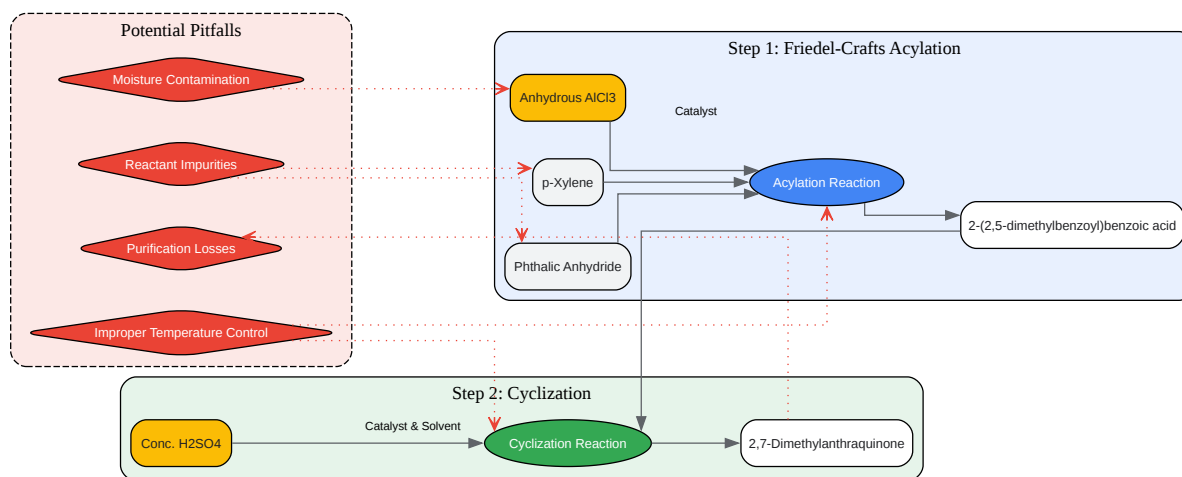 Potential Pitfalls
Moisture Contamination
Reactant Impurities
Purification Losses
Improper Temperature Control
Step 1: Friedel-Crafts Acylation
Anhydrous AlCl3
Catalyst
p-Xylene
Acylation Reaction
Phthalic Anhydride
2-(2,5-dimethylbenzoyl)benzoic acid
Step 2: Cyclization
Conc. H2SO4
Catalyst & Solvent
Cyclization Reaction
2,7-Dimethylanthraquinone